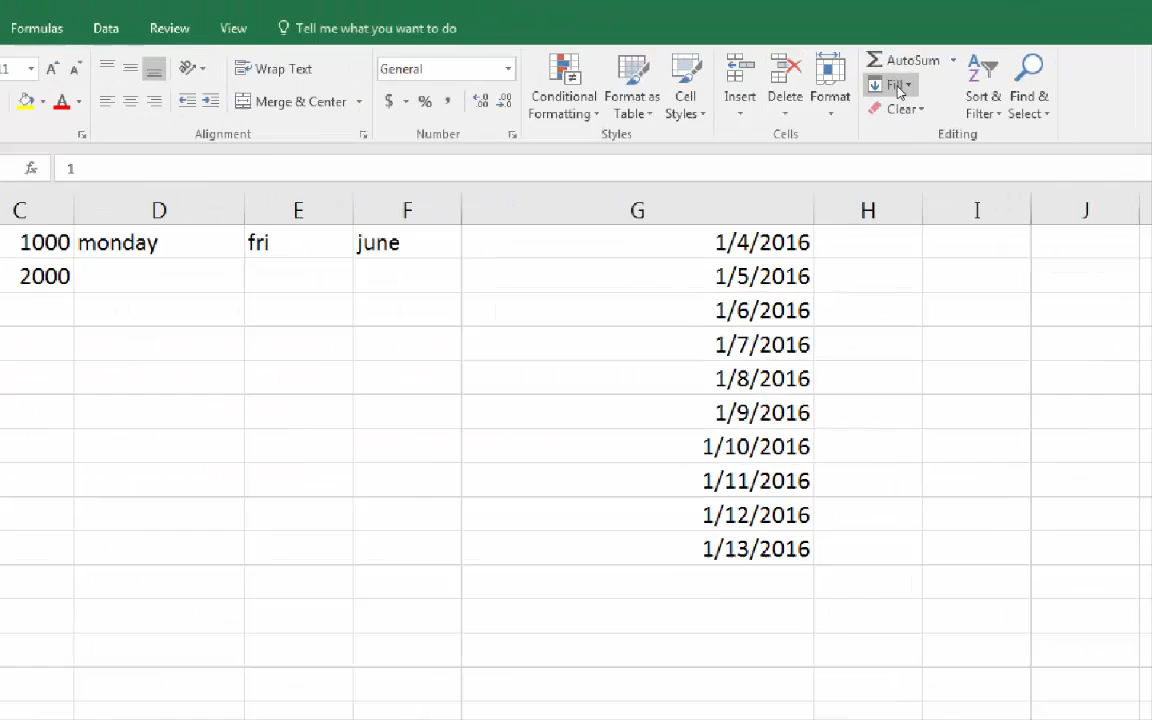 Formulas Data Review View Tell me what you want to do
11 A A Wrap Text General Conditional Formatting Format as Table Cell Styles Insert Delete Format AutoSum Fill Clear Sort & Filter Find & Select
Merge & Center $ % ,
Alignment Number Styles Cells Editing
fx 1
C D E F G H I J
1000 monday fri june 1/4/2016
2000 1/5/2016
1/6/2016
1/7/2016
1/8/2016
1/9/2016
1/10/2016
1/11/2016
1/12/2016
1/13/2016